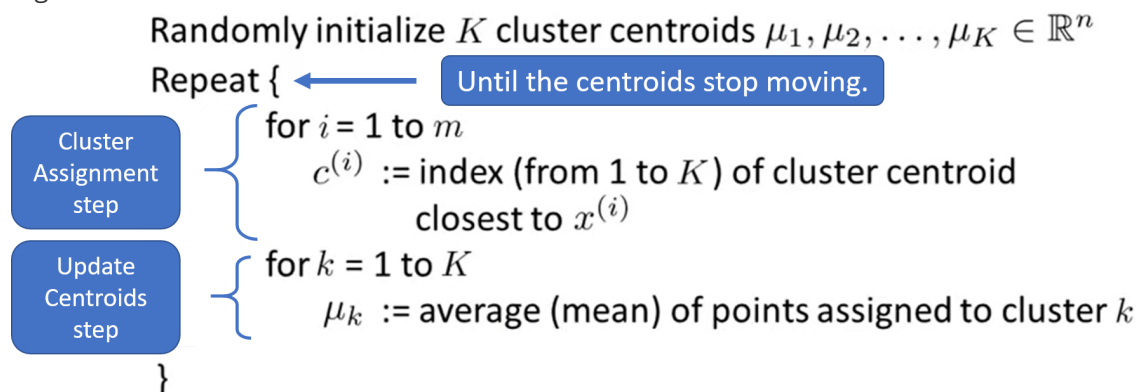 Randomly initialize K cluster centroids μ₁, μ₂, . . . , μ_K ∈ ℝⁿ
Repeat {
Until the centroids stop moving.
Cluster
Assignment
step
for i = 1 to m
c⁽ⁱ⁾ := index (from 1 to K) of cluster centroid
closest to x⁽ⁱ⁾
Update
Centroids
step
for k = 1 to K
μₖ := average (mean) of points assigned to cluster k
}